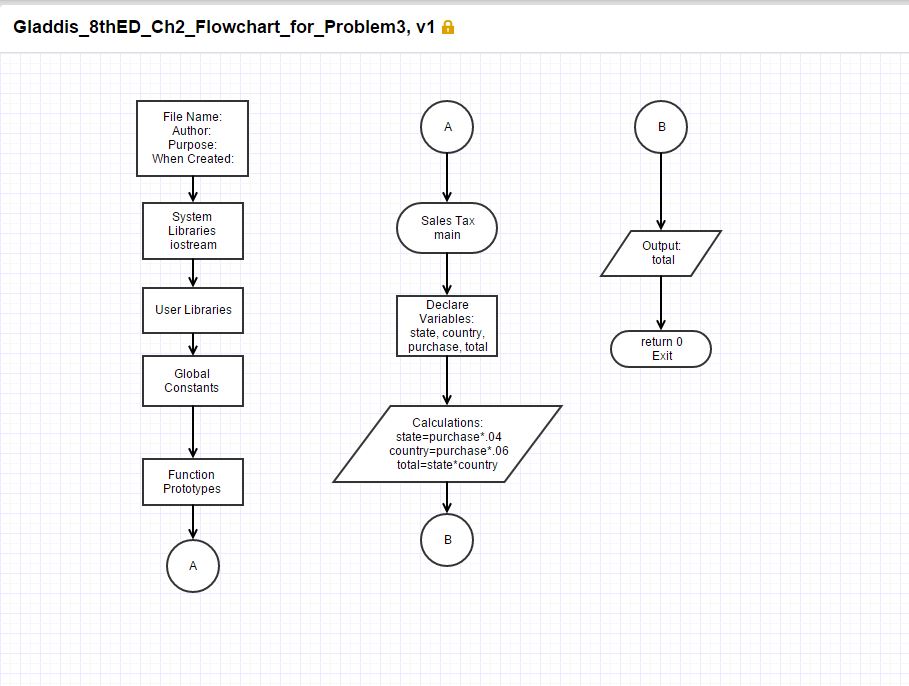 Gladdis_8thED_Ch2_Flowchart_for_Problem3, v1
File Name:
Author:
Purpose:
When Created:
System
Libraries
iostream
User Libraries
Global
Constants
Function
Prototypes
A
A
Sales Tax
main
Declare
Variables:
state, country,
purchase, total
Calculations:
state=purchase*.04
country=purchase*.06
total=state*country
B
B
Output:
total
return 0
Exit